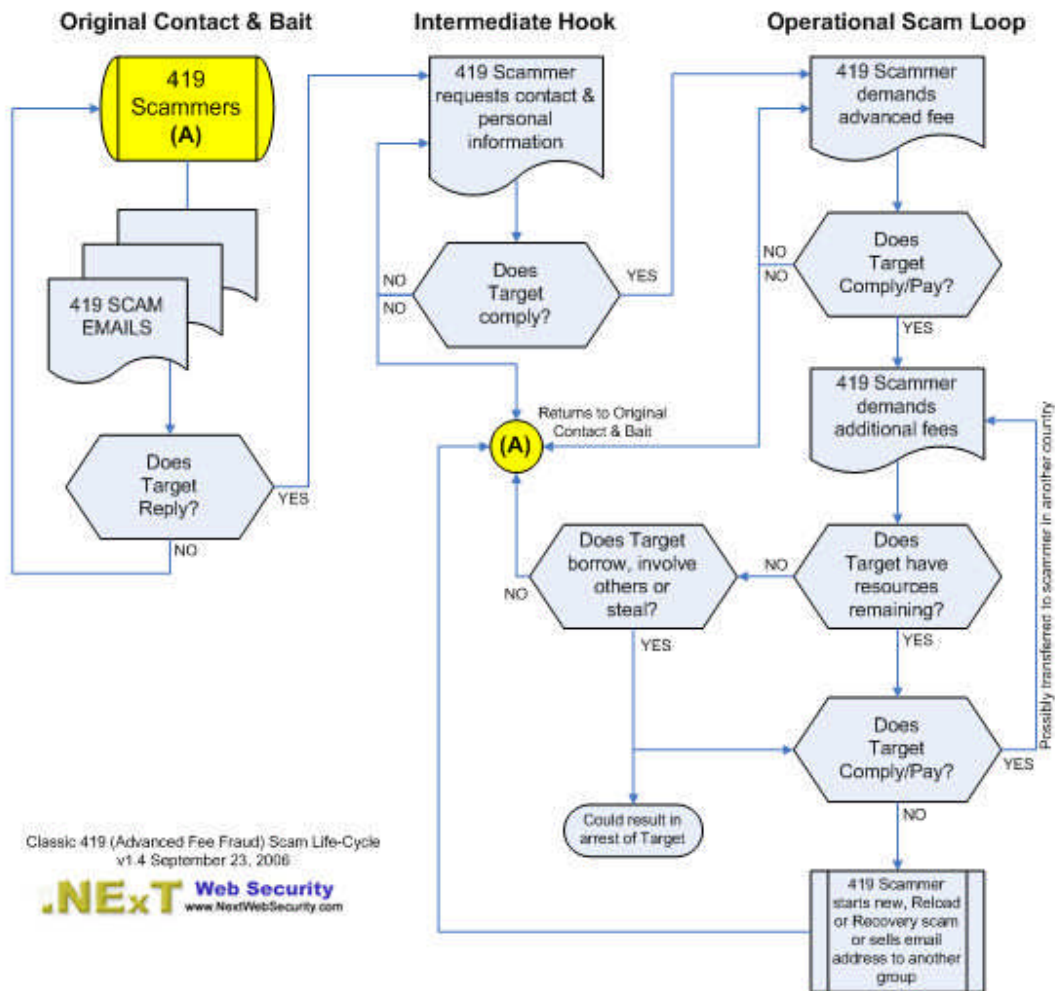 Original Contact & Bait
419
Scammers
(A)
419 SCAM
EMAILS
Does
Target
Reply?
YES
NO
Intermediate Hook
419 Scammer
requests contact &
personal
information
NO
NO
Does
Target
comply?
YES
Returns to Original
Contact & Bait
(A)
Does Target
borrow, involve
others or
steal?
NO
YES
Could result in
arrest of Target
Operational Scam Loop
419 Scammer
demands
advanced fee
NO
NO
Does
Target
Comply/Pay?
YES
419 Scammer
demands
additional fees
Does
Target have
resources
remaining?
NO
YES
Does
Target
Comply/Pay?
YES
NO
Possibly transferred to scammer in another country
419 Scammer
starts new, Reload
or Recovery scam
or sells email
address to another
group
Classic 419 (Advanced Fee Fraud) Scam Life-Cycle
v1.4 September 23, 2006
.NExT Web Security
www.NextWebSecurity.com